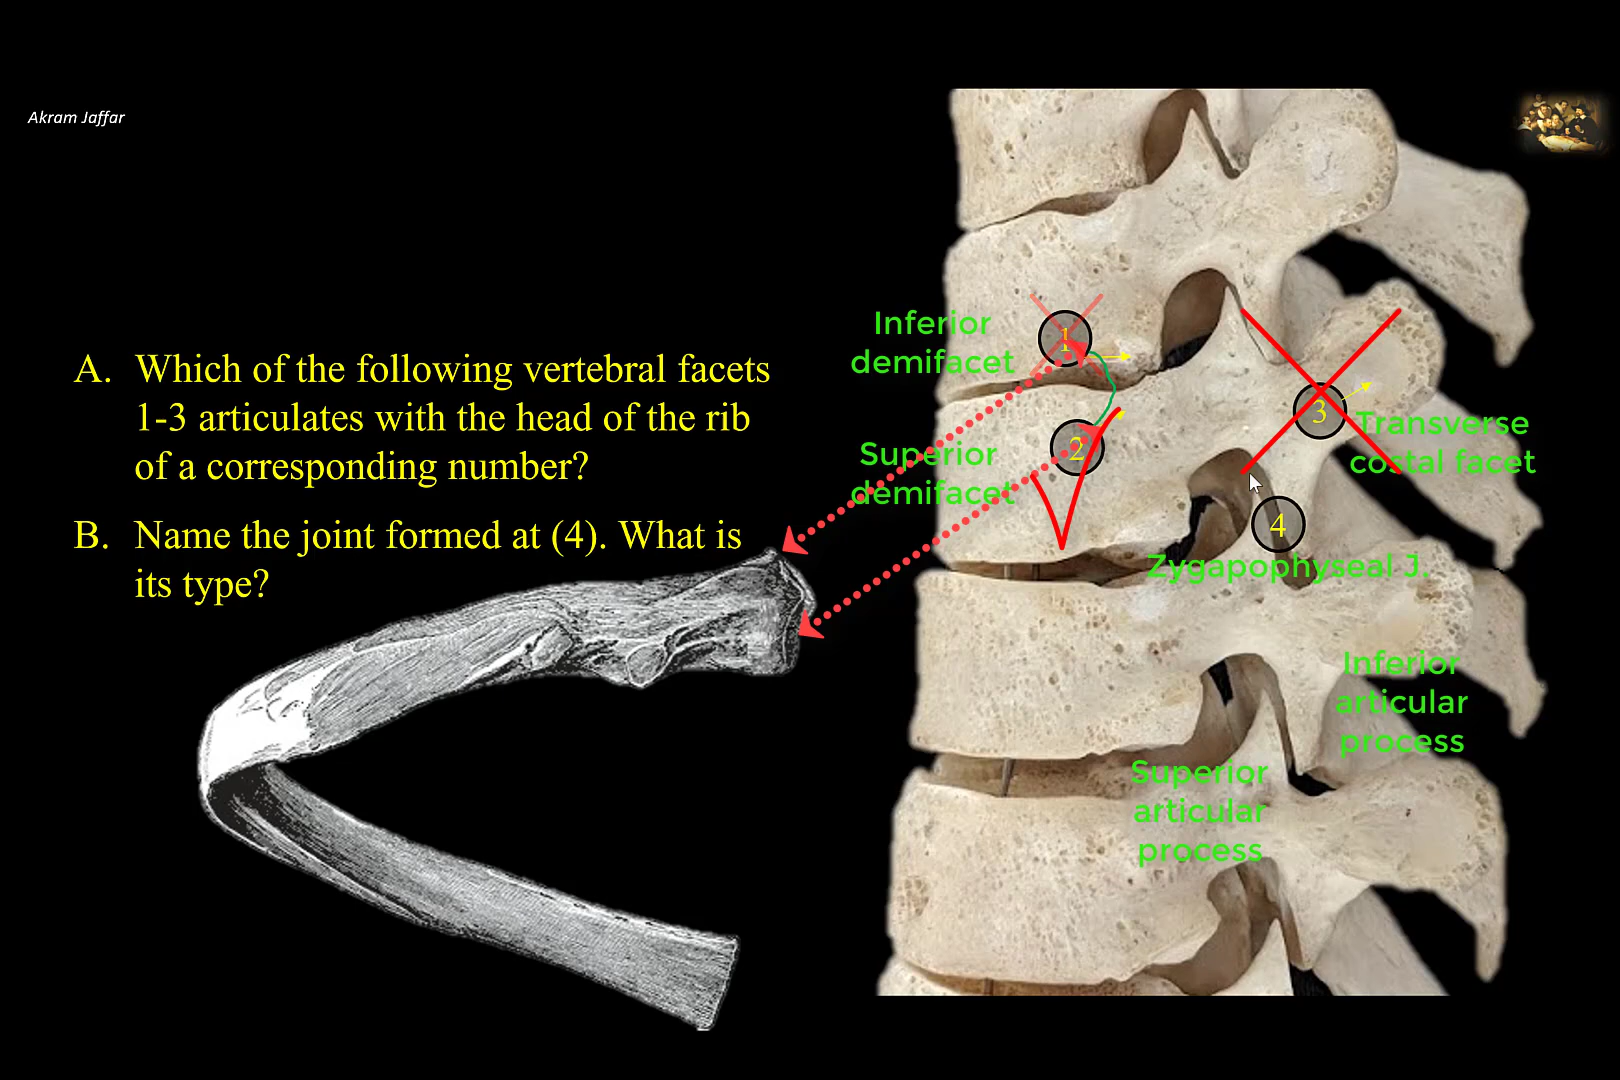 Akram Jaffar
A. Which of the following vertebral facets
1-3 articulates with the head of the rib
of a corresponding number?
B. Name the joint formed at (4). What is
its type?
Inferior
demifacet
1
Superior
demifacet
2
3
Transverse
costal facet
4
Zygapophyseal J.
Inferior
articular
process
Superior
articular
process